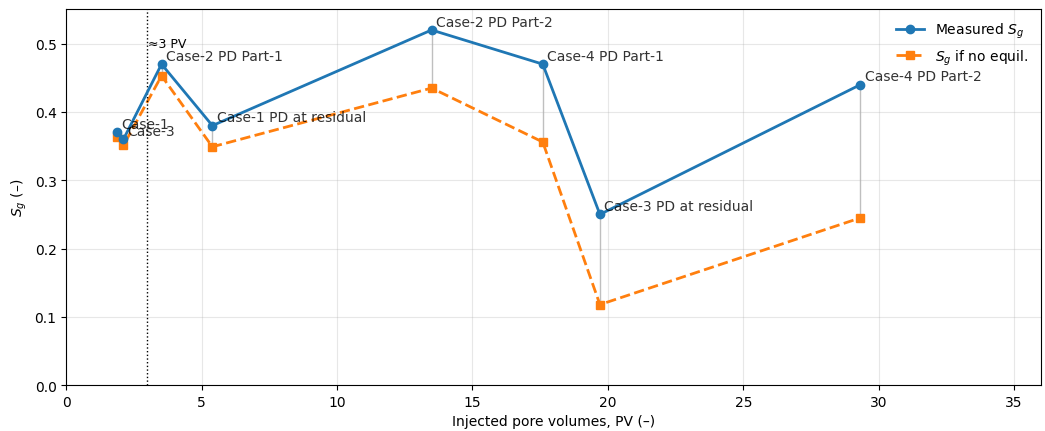 ≈3 PV
Measured $S_g$
$S_g$ if no equil.
Case-2 PD Part-2
Case-2 PD Part-1
Case-4 PD Part-1
Case-4 PD Part-2
Case-1
Case-3
Case-1 PD at residual
Case-3 PD at residual
0.5
0.4
0.3
0.2
0.1
0.0
$S_g$ (–)
0 5 10 15 20 25 30 35
Injected pore volumes, PV (–)